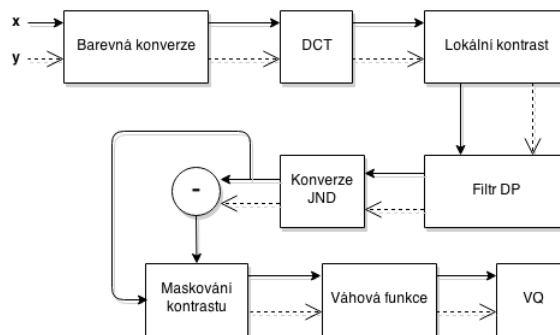 x
Barevná konverze
DCT
Lokální kontrast
y
-
Konverze
JND
Filtr DP
Maskování
kontrastu
Váhová funkce
VQ